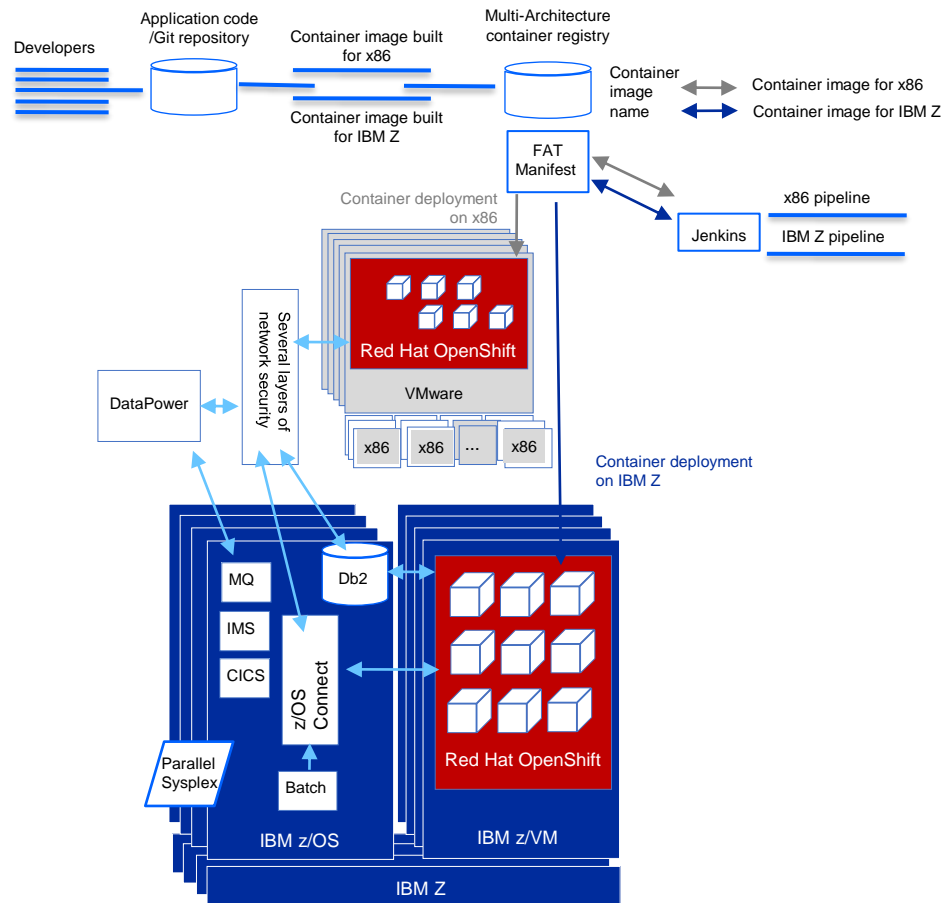 Developers
Application code
/Git repository
Container image built
for x86
Container image built
for IBM Z
Multi-Architecture
container registry
Container
image
name
Container image for x86
Container image for IBM Z
FAT
Manifest
Container deployment
on x86
Jenkins
x86 pipeline
IBM Z pipeline
Several layers of
network security
Red Hat OpenShift
VMware
DataPower
x86
x86
...
x86
Container deployment
on IBM Z
MQ
IMS
CICS
Db2
z/OS
Connect
Batch
Parallel
Sysplex
IBM z/OS
Red Hat OpenShift
IBM z/VM
IBM Z